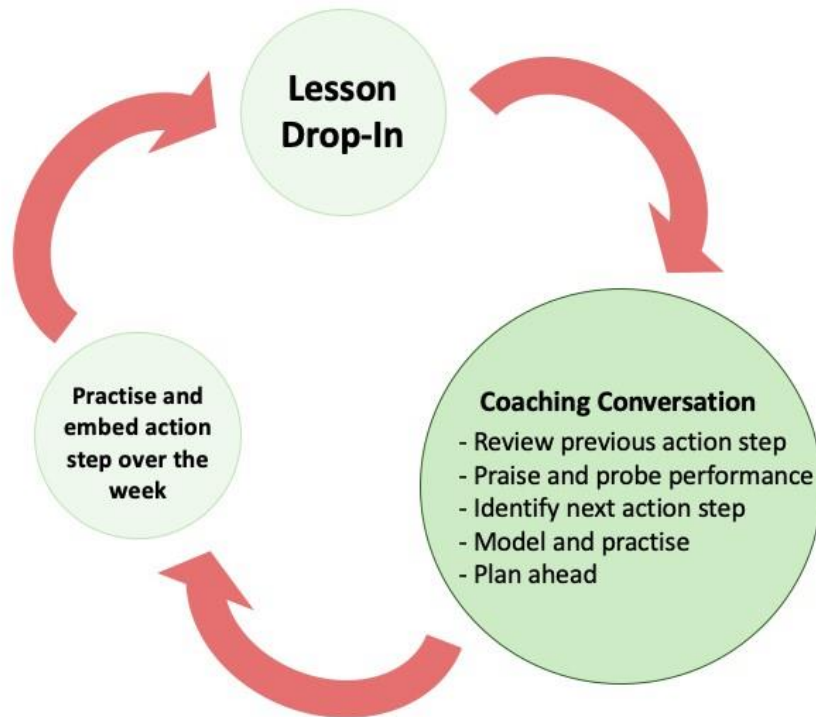 Lesson
Drop-In
Coaching Conversation
- Review previous action step
- Praise and probe performance
- Identify next action step
- Model and practise
- Plan ahead
Practise and
embed action
step over the
week